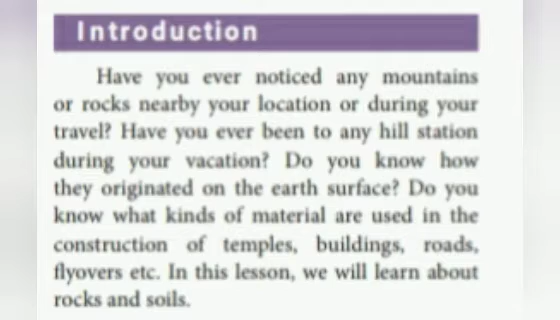 Introduction
Have you ever noticed any mountains
or rocks nearby your location or during your
travel? Have you ever been to any hill station
during your vacation? Do you know how
they originated on the earth surface? Do you
know what kinds of material are used in the
construction of temples, buildings, roads,
flyovers etc. In this lesson, we will learn about
rocks and soils.